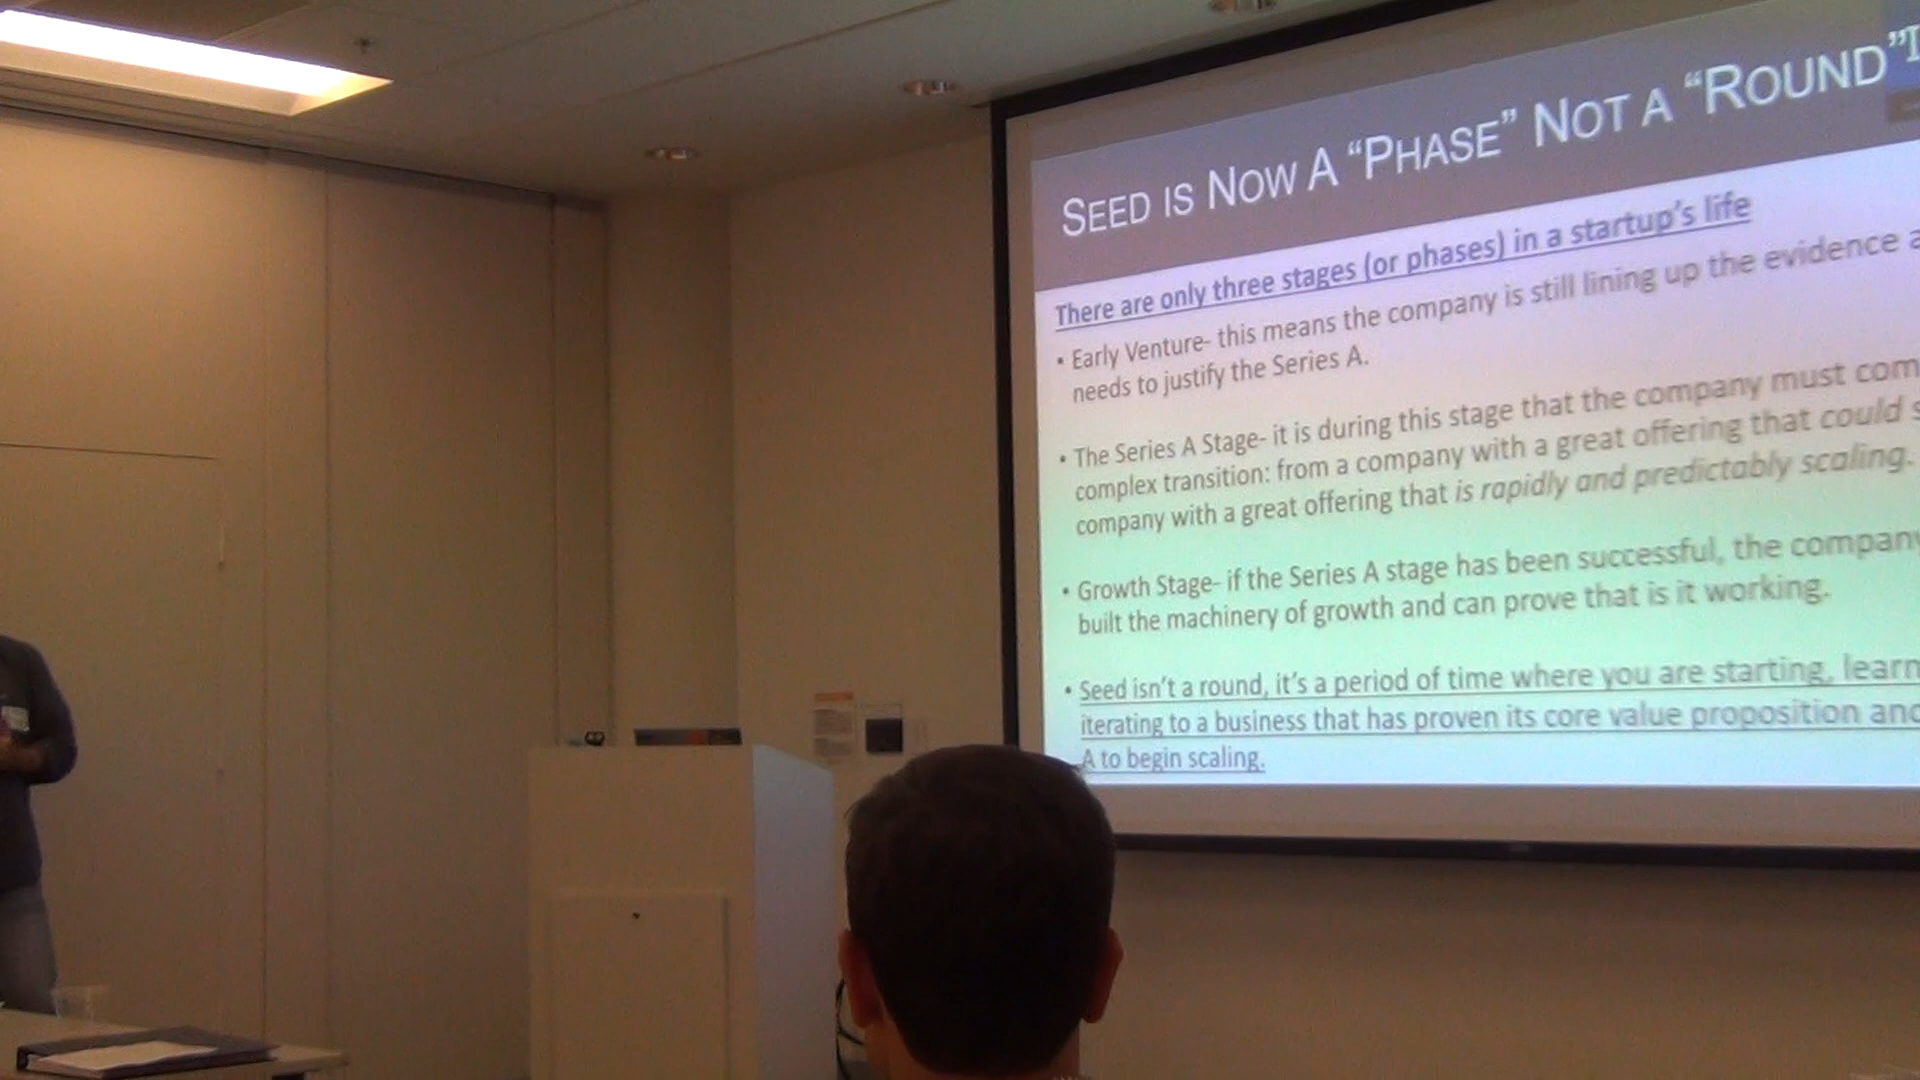 SEED IS NOW A “PHASE” NOT A “ROUND”
There are only three stages (or phases) in a startup’s life
• Early Venture- this means the company is still lining up the evidence
needs to justify the Series A.
• The Series A Stage- it is during this stage that the company must
complex transition: from a company with a great offering that could
company with a great offering that is rapidly and predictably scaling.
• Growth Stage- if the Series A stage has been successful, the company
built the machinery of growth and can prove that is it working.
• Seed isn’t a round, it’s a period of time where you are starting,
iterating to a business that has proven its core value proposition and
A to begin scaling.